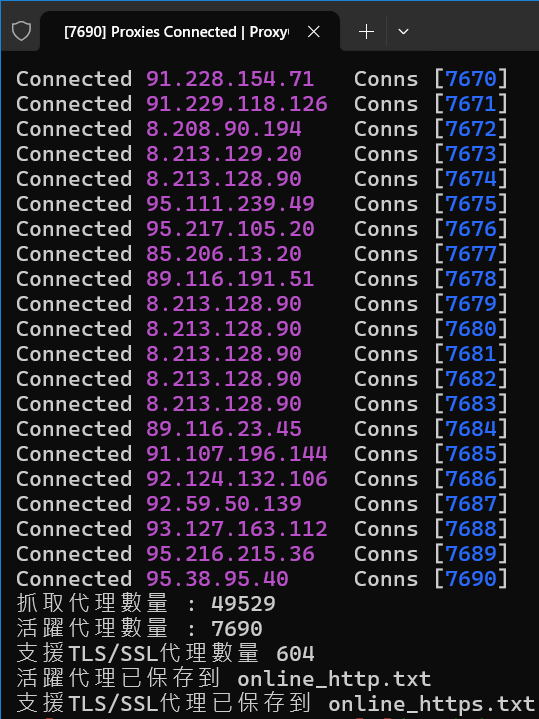 [7690] Proxies Connected | Proxy
Connected 91.228.154.71 Conns [7670]
Connected 91.229.118.126 Conns [7671]
Connected 8.208.90.194 Conns [7672]
Connected 8.213.129.20 Conns [7673]
Connected 8.213.128.90 Conns [7674]
Connected 95.111.239.49 Conns [7675]
Connected 95.217.105.20 Conns [7676]
Connected 85.206.13.20 Conns [7677]
Connected 89.116.191.51 Conns [7678]
Connected 8.213.128.90 Conns [7679]
Connected 8.213.128.90 Conns [7680]
Connected 8.213.128.90 Conns [7681]
Connected 8.213.128.90 Conns [7682]
Connected 8.213.128.90 Conns [7683]
Connected 89.116.23.45 Conns [7684]
Connected 91.107.196.144 Conns [7685]
Connected 92.124.132.106 Conns [7686]
Connected 92.59.50.139 Conns [7687]
Connected 93.127.163.112 Conns [7688]
Connected 95.216.215.36 Conns [7689]
Connected 95.38.95.40 Conns [7690]
抓取代理數量 : 49529
活躍代理數量 : 7690
支援TLS/SSL代理數量 604
活躍代理已保存到 online_http.txt
支援TLS/SSL代理已保存到 online_https.txt